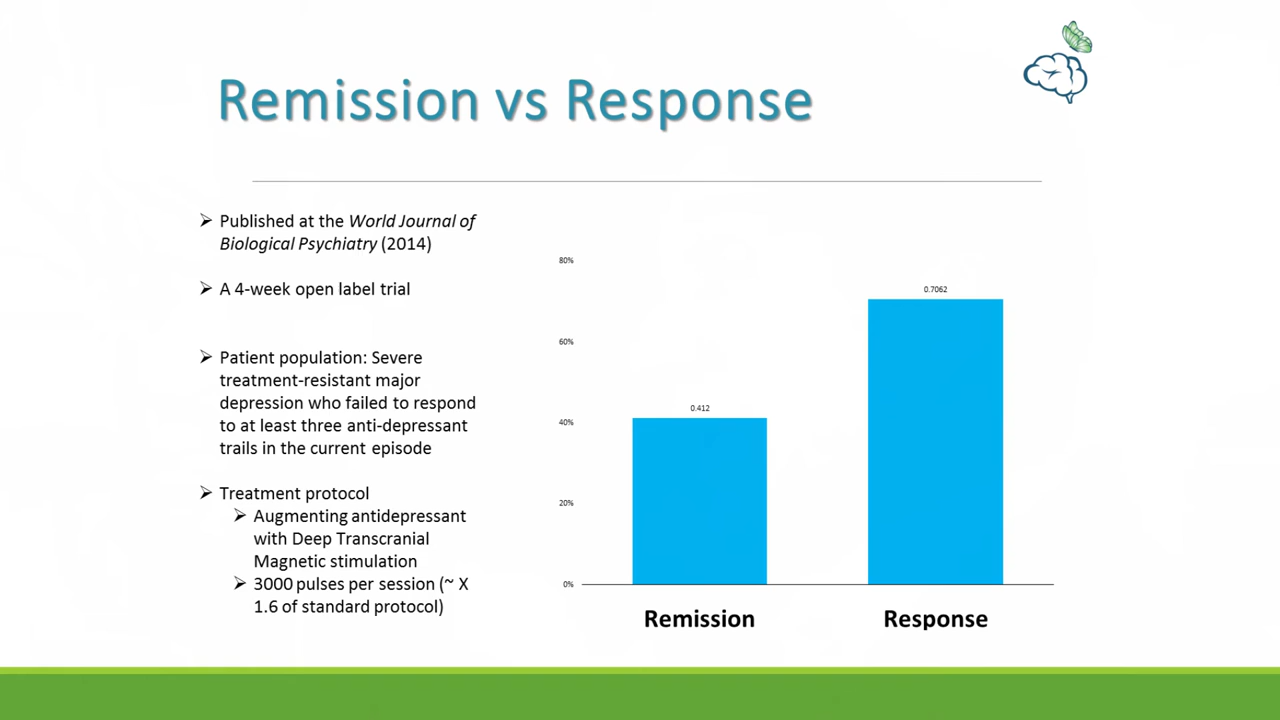 Remission vs Response
Published at the World Journal of
Biological Psychiatry (2014)
A 4-week open label trial
Patient population: Severe
treatment-resistant major
depression who failed to respond
to at least three anti-depressant
trails in the current episode
Treatment protocol
Augmenting antidepressant
with Deep Transcranial
Magnetic stimulation
3000 pulses per session (~ X
1.6 of standard protocol)
80%
60%
40%
20%
0%
0.412
0.7062
Remission
Response